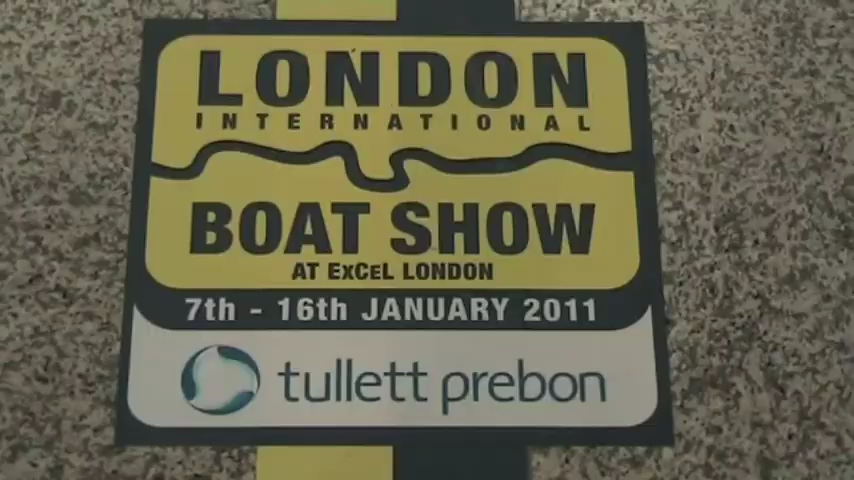 LONDON
INTERNATIONAL
BOAT SHOW
AT ExCeL LONDON
7th - 16th JANUARY 2011
tullett prebon